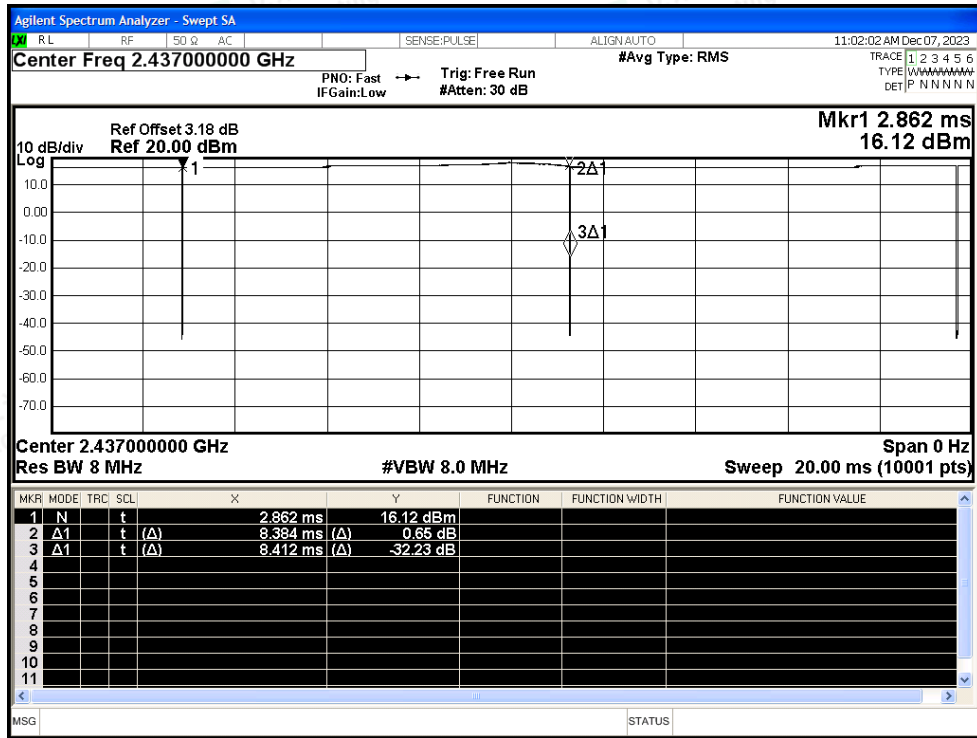 Agilent Spectrum Analyzer - Swept SA
LXI RL RF 50 Ω AC SENSE:PULSE ALIGN AUTO 11:02:02 AM Dec 07, 2023
Center Freq 2.437000000 GHz #Avg Type: RMS TRACE 1 2 3 4 5 6
PNO: Fast Trig: Free Run TYPE WWWWWW
IFGain:Low #Atten: 30 dB DET P N N N N N
Mkr1 2.862 ms
Ref Offset 3.18 dB
10 dB/div Ref 20.00 dBm 16.12 dBm
Log
1 2Δ1
10.0
0.00
3Δ1
-10.0
-20.0
-30.0
-40.0
-50.0
-60.0
-70.0
Center 2.437000000 GHz Span 0 Hz
Res BW 8 MHz #VBW 8.0 MHz Sweep 20.00 ms (10001 pts)
MKR MODE TRC SCL X Y FUNCTION FUNCTION WIDTH FUNCTION VALUE
1 N t 2.862 ms 16.12 dBm
2 Δ1 t (Δ) 8.384 ms (Δ) 0.65 dB
3 Δ1 t (Δ) 8.412 ms (Δ) -32.23 dB
4
5
6
7
8
9
10
11
MSG STATUS